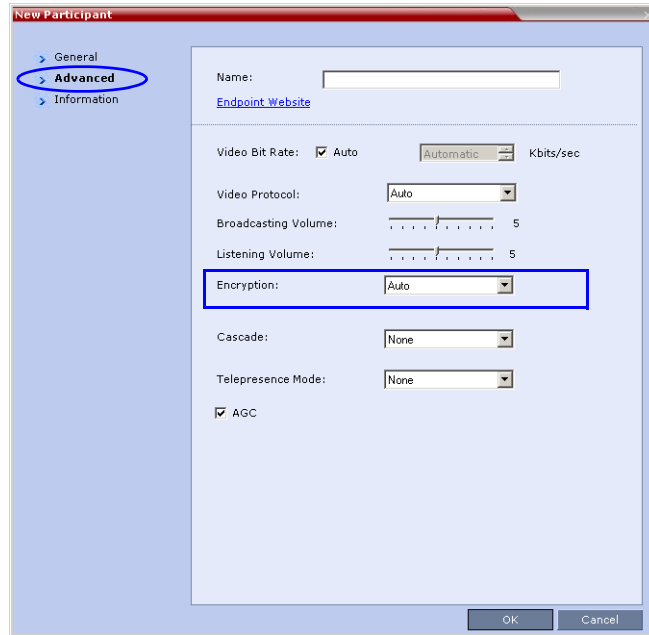 New Participant
General
Advanced
Information
Name:
Endpoint Website
Video Bit Rate: Auto Automatic Kbits/sec
Video Protocol: Auto
Broadcasting Volume: 5
Listening Volume: 5
Encryption: Auto
Cascade: None
Telepresence Mode: None
AGC
OK Cancel